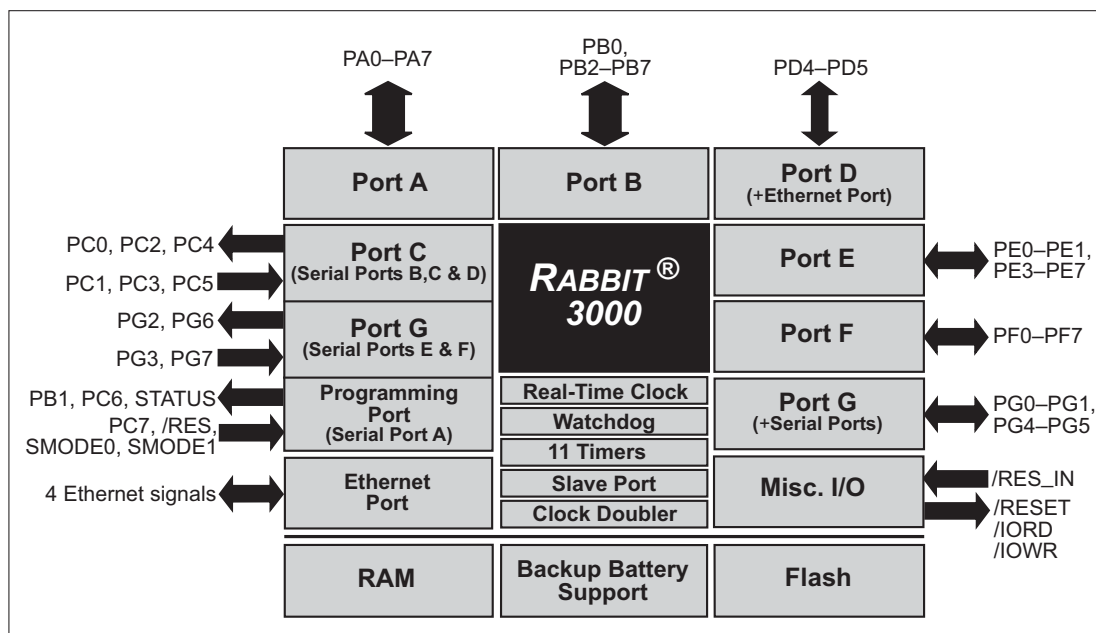 PA0–PA7
PB0,
PB2–PB7
PD4–PD5
Port A
Port B
Port D
(+Ethernet Port)
PC0, PC2, PC4
PC1, PC3, PC5
Port C
(Serial Ports B,C & D)
RABBIT ®
3000
Port E
PE0–PE1,
PE3–PE7
PG2, PG6
PG3, PG7
Port G
(Serial Ports E & F)
Port F
PF0–PF7
PB1, PC6, STATUS
PC7, /RES,
SMODE0, SMODE1
Programming
Port
(Serial Port A)
Real-Time Clock
Watchdog
11 Timers
Slave Port
Clock Doubler
Port G
(+Serial Ports)
PG0–PG1,
PG4–PG5
4 Ethernet signals
Ethernet
Port
Misc. I/O
/RES_IN
/RESET
/IORD
/IOWR
RAM
Backup Battery
Support
Flash